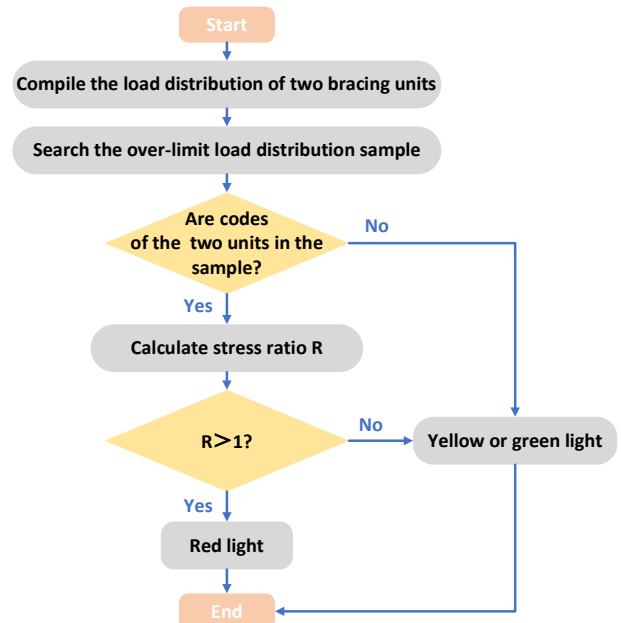 Start
Compile the load distribution of two bracing units
Search the over-limit load distribution sample
Are codes
of the two units in the
sample?
No
Yes
Calculate stress ratio R
R＞1?
No
Yellow or green light
Yes
Red light
End